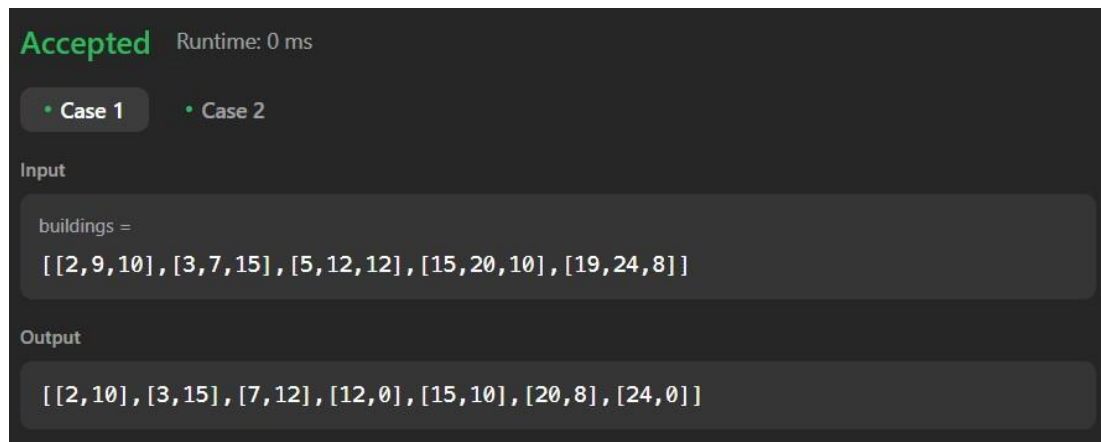 Accepted Runtime: 0 ms
• Case 1 • Case 2
Input
buildings =
[[2,9,10],[3,7,15],[5,12,12],[15,20,10],[19,24,8]]
Output
[[2,10],[3,15],[7,12],[12,0],[15,10],[20,8],[24,0]]